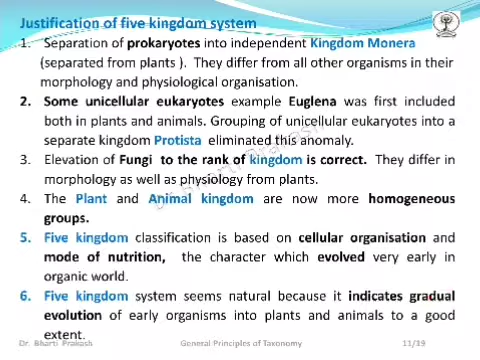 Justification of five kingdom system
1. Separation of prokaryotes into independent Kingdom Monera
(separated from plants ). They differ from all other organisms in their
morphology and physiological organisation.
2. Some unicellular eukaryotes example Euglena was first included
both in plants and animals. Grouping of unicellular eukaryotes into a
separate kingdom Protista eliminated this anomaly.
3. Elevation of Fungi to the rank of kingdom is correct. They differ in
morphology as well as physiology from plants.
4. The Plant and Animal kingdom are now more homogeneous
groups.
5. Five kingdom classification is based on cellular organisation and
mode of nutrition, the character which evolved very early in
organic world.
6. Five kingdom system seems natural because it indicates gradual
evolution of early organisms into plants and animals to a good
extent.
Dr. Bharti Prakash
Dr. Bharti Prakash General Principles of Taxonomy 11/19